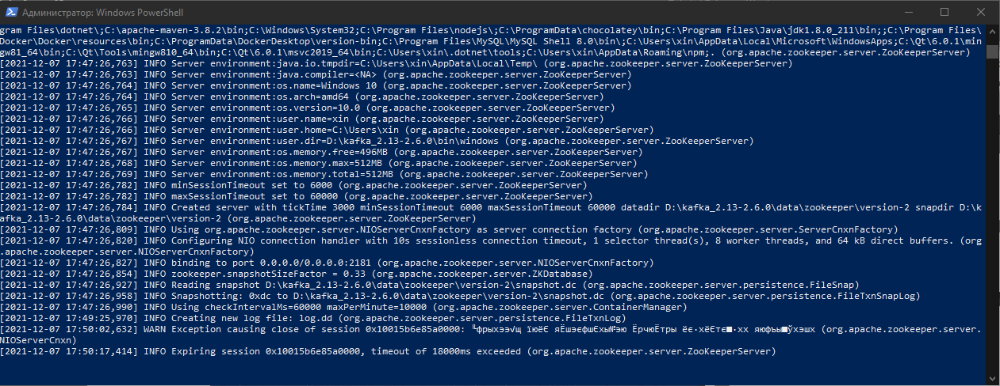 Администратор: Windows PowerShell
gram Files\dotnet\;C:\apache-maven-3.8.2\bin;C:\Windows\System32;C:\Program Files\nodejs\;C:\ProgramData\chocolatey\bin;C:\Program Files\Java\jdk1.8.0_211\bin;;C:\Program Files\
Docker\Docker\resources\bin;C:\ProgramData\DockerDesktop\version-bin;C:\Program Files\MySQL\MySQL Shell 8.0\bin\;C:\Users\xin\AppData\Local\Microsoft\WindowsApps;C:\Qt\6.0.1\min
gw81_64\bin;C:\Qt\Tools\mingw810_64\bin;C:\Qt\6.0.1\msvc2019_64\bin;C:\Users\xin\.dotnet\tools;C:\Users\xin\AppData\Roaming\npm;. (org.apache.zookeeper.server.ZooKeeperServer)
[2021-12-07 17:47:26,763] INFO Server environment:java.io.tmpdir=C:\Users\xin\AppData\Local\Temp\ (org.apache.zookeeper.server.ZooKeeperServer)
[2021-12-07 17:47:26,763] INFO Server environment:java.compiler=<NA> (org.apache.zookeeper.server.ZooKeeperServer)
[2021-12-07 17:47:26,764] INFO Server environment:os.name=Windows 10 (org.apache.zookeeper.server.ZooKeeperServer)
[2021-12-07 17:47:26,764] INFO Server environment:os.arch=amd64 (org.apache.zookeeper.server.ZooKeeperServer)
[2021-12-07 17:47:26,765] INFO Server environment:os.version=10.0 (org.apache.zookeeper.server.ZooKeeperServer)
[2021-12-07 17:47:26,766] INFO Server environment:user.name=xin (org.apache.zookeeper.server.ZooKeeperServer)
[2021-12-07 17:47:26,766] INFO Server environment:user.home=C:\Users\xin (org.apache.zookeeper.server.ZooKeeperServer)
[2021-12-07 17:47:26,767] INFO Server environment:user.dir=D:\kafka_2.13-2.6.0\bin\windows (org.apache.zookeeper.server.ZooKeeperServer)
[2021-12-07 17:47:26,767] INFO Server environment:os.memory.free=496MB (org.apache.zookeeper.server.ZooKeeperServer)
[2021-12-07 17:47:26,768] INFO Server environment:os.memory.max=512MB (org.apache.zookeeper.server.ZooKeeperServer)
[2021-12-07 17:47:26,769] INFO Server environment:os.memory.total=512MB (org.apache.zookeeper.server.ZooKeeperServer)
[2021-12-07 17:47:26,782] INFO minSessionTimeout set to 6000 (org.apache.zookeeper.server.ZooKeeperServer)
[2021-12-07 17:47:26,782] INFO maxSessionTimeout set to 60000 (org.apache.zookeeper.server.ZooKeeperServer)
[2021-12-07 17:47:26,784] INFO Created server with tickTime 3000 minSessionTimeout 6000 maxSessionTimeout 60000 datadir D:\kafka_2.13-2.6.0\data\zookeeper\version-2 snapdir D:\k
afka_2.13-2.6.0\data\zookeeper\version-2 (org.apache.zookeeper.server.ZooKeeperServer)
[2021-12-07 17:47:26,809] INFO Using org.apache.zookeeper.server.NIOServerCnxnFactory as server connection factory (org.apache.zookeeper.server.ServerCnxnFactory)
[2021-12-07 17:47:26,820] INFO Configuring NIO connection handler with 10s sessionless connection timeout, 1 selector thread(s), 8 worker threads, and 64 kB direct buffers. (org
.apache.zookeeper.server.NIOServerCnxnFactory)
[2021-12-07 17:47:26,827] INFO binding to port 0.0.0.0/0.0.0.0:2181 (org.apache.zookeeper.server.NIOServerCnxnFactory)
[2021-12-07 17:47:26,854] INFO zookeeper.snapshotSizeFactor = 0.33 (org.apache.zookeeper.server.ZKDatabase)
[2021-12-07 17:47:26,927] INFO Reading snapshot D:\kafka_2.13-2.6.0\data\zookeeper\version-2\snapshot.dc (org.apache.zookeeper.server.persistence.FileSnap)
[2021-12-07 17:47:26,958] INFO Snapshotting: 0xdc to D:\kafka_2.13-2.6.0\data\zookeeper\version-2\snapshot.dc (org.apache.zookeeper.server.persistence.FileTxnSnapLog)
[2021-12-07 17:47:26,990] INFO Using checkIntervalMs=60000 maxPerMinute=10000 (org.apache.zookeeper.server.ContainerManager)
[2021-12-07 17:49:25,970] INFO Creating new log file: log.dd (org.apache.zookeeper.server.persistence.FileTxnLog)
[2021-12-07 17:50:02,632] WARN Exception causing close of session 0x10015b6e85a0000: (org.apache.zookeeper.server.
NIOServerCnxn)
[2021-12-07 17:50:17,414] INFO Expiring session 0x10015b6e85a0000, timeout of 18000ms exceeded (org.apache.zookeeper.server.ZooKeeperServer)